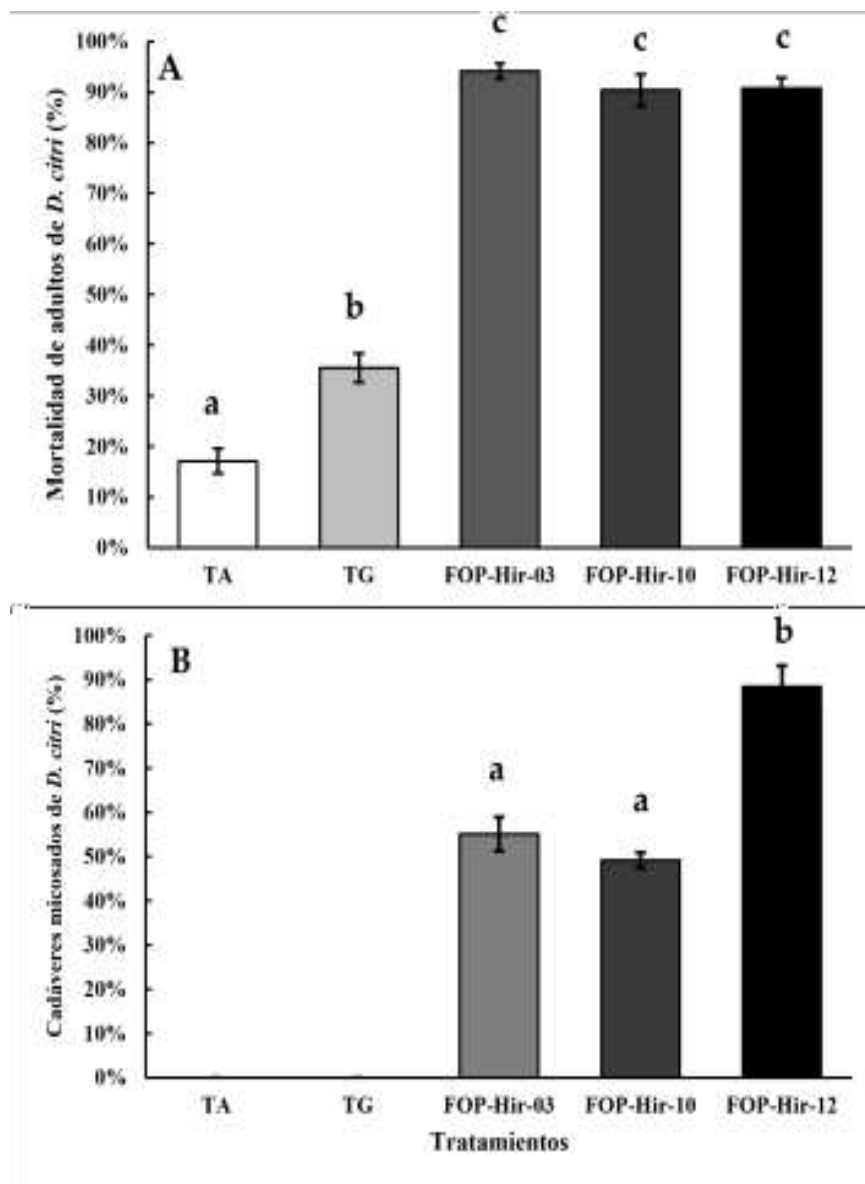 A
Mortalidad de adultos de D. citri (%)
100%
90%
80%
70%
60%
50%
40%
30%
20%
10%
0%
a
b
c
c
c
TA TG FOP-Hir-03 FOP-Hir-10 FOP-Hir-12
B
Cadáveres micosados de D. citri (%)
100%
90%
80%
70%
60%
50%
40%
30%
20%
10%
0%
a
a
b
TA TG FOP-Hir-03 FOP-Hir-10 FOP-Hir-12
Tratamientos